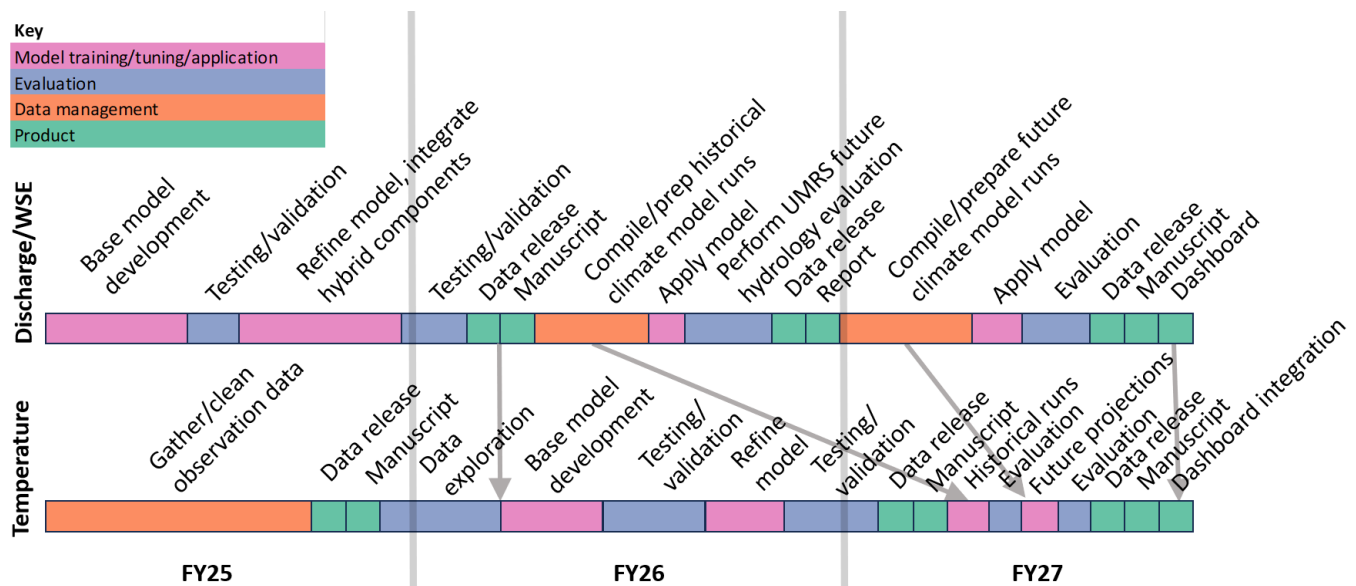 Key
Model training/tuning/application
Evaluation
Data management
Product
Discharge/WSE
Base model
development
Testing/validation
Refine model, integrate
hybrid components
Testing/validation
Data release
Manuscript
Compile/prep historical
climate model runs
Apply model
Perform UMRS future
hydrology evaluation
Data release
Report
Compile/prepare future
climate model runs
Apply model
Evaluation
Data release
Manuscript
Dashboard
Temperature
Gather/clean
observation data
Data release
Manuscript
Data
exploration
Base model
development
Testing/
validation
Refine
model
Testing/
validation
Data release
Manuscript
Historical runs
Evaluation
Future projections
Evaluation
Data release
Manuscript
Dashboard integration
FY25
FY26
FY27